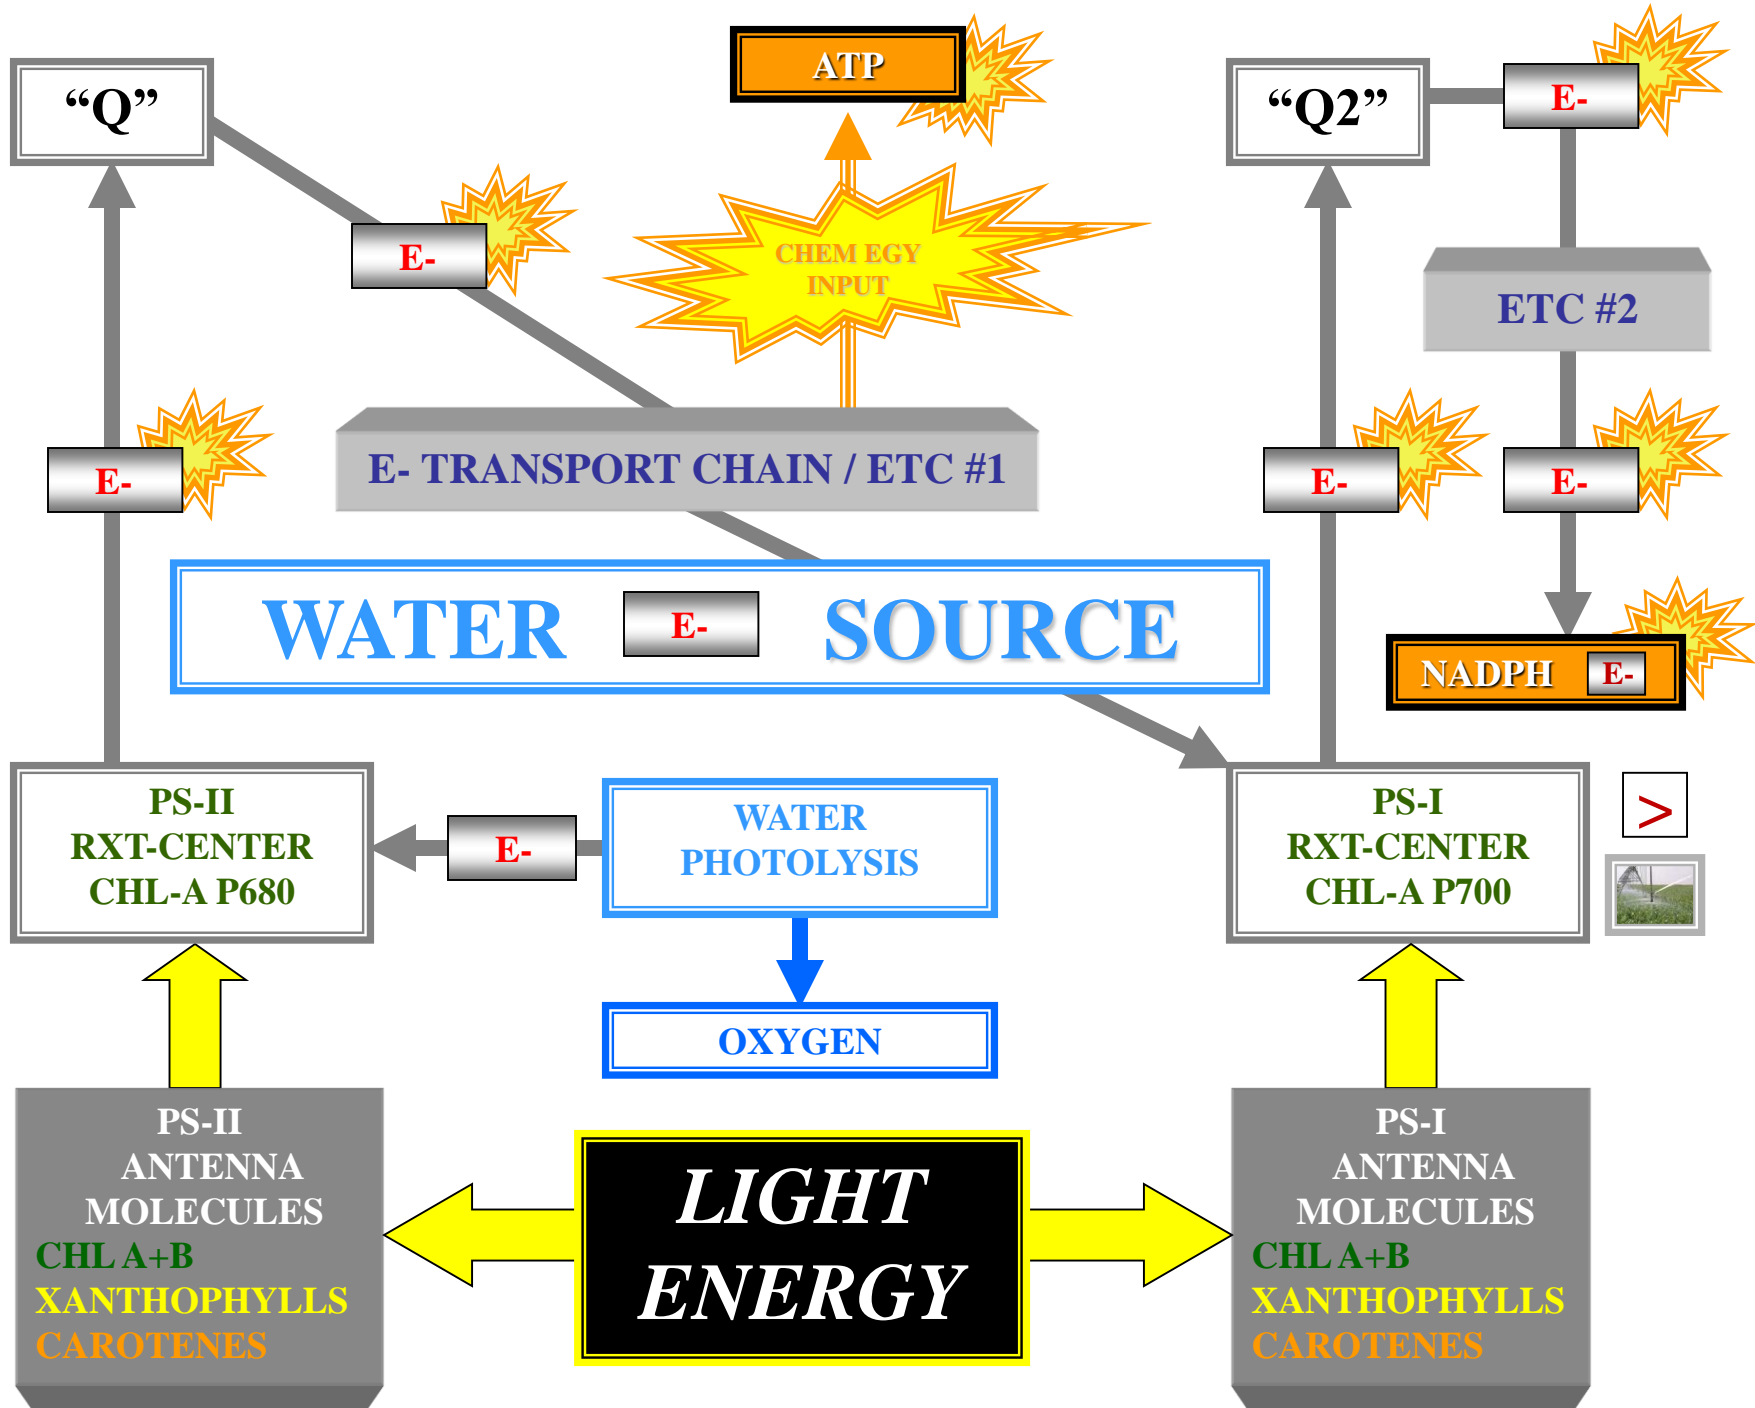 ATP
“Q”
“Q2”
E-
E-
CHEM EGY
INPUT
ETC #2
E- TRANSPORT CHAIN / ETC #1
E-
E-
E-
WATER E- SOURCE
NADPH E-
PS-II
RXT-CENTER
CHL-A P680
E-
WATER
PHOTOLYSIS
PS-I
RXT-CENTER
CHL-A P700
>
OXYGEN
PS-II
ANTENNA
MOLECULES
CHL A+B
XANTHOPHYLLS
CAROTENES
LIGHT
ENERGY
PS-I
ANTENNA
MOLECULES
CHL A+B
XANTHOPHYLLS
CAROTENES